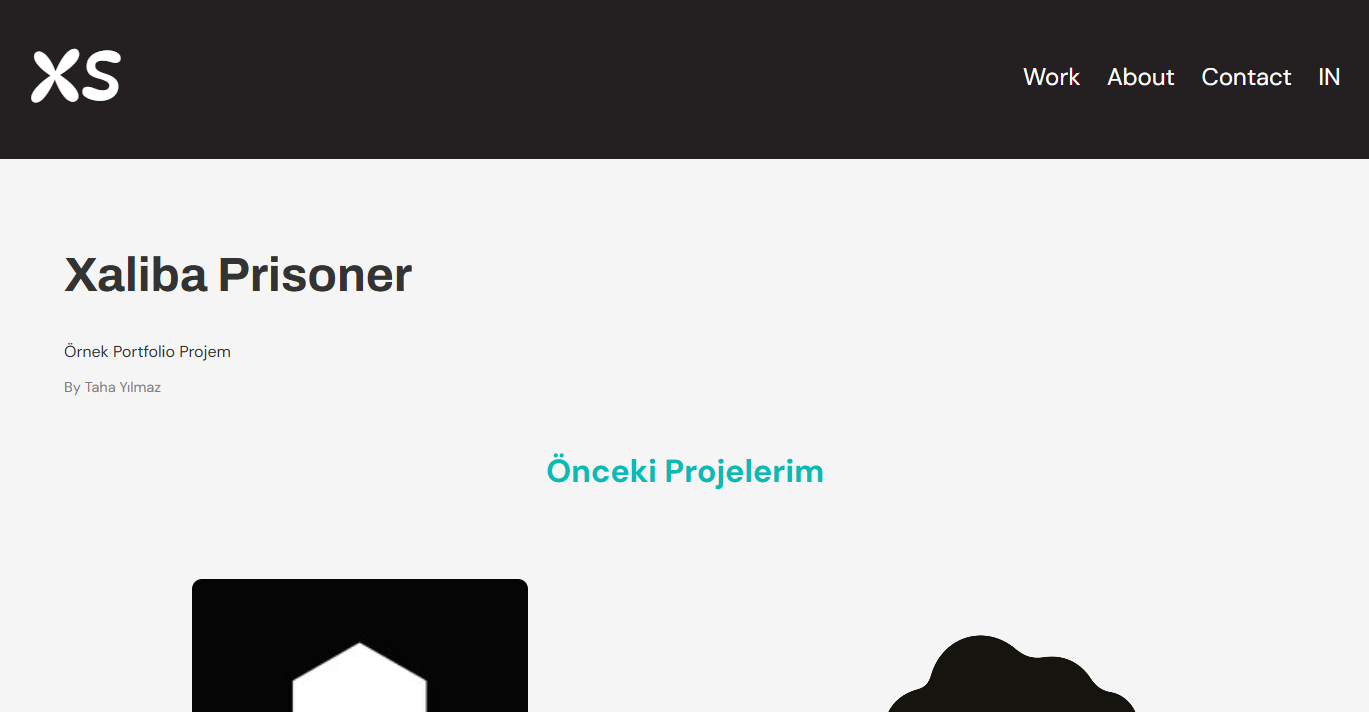 XS
Work About Contact IN
Xaliba Prisoner
Örnek Portfolio Projem
By Taha Yılmaz
Önceki Projelerim